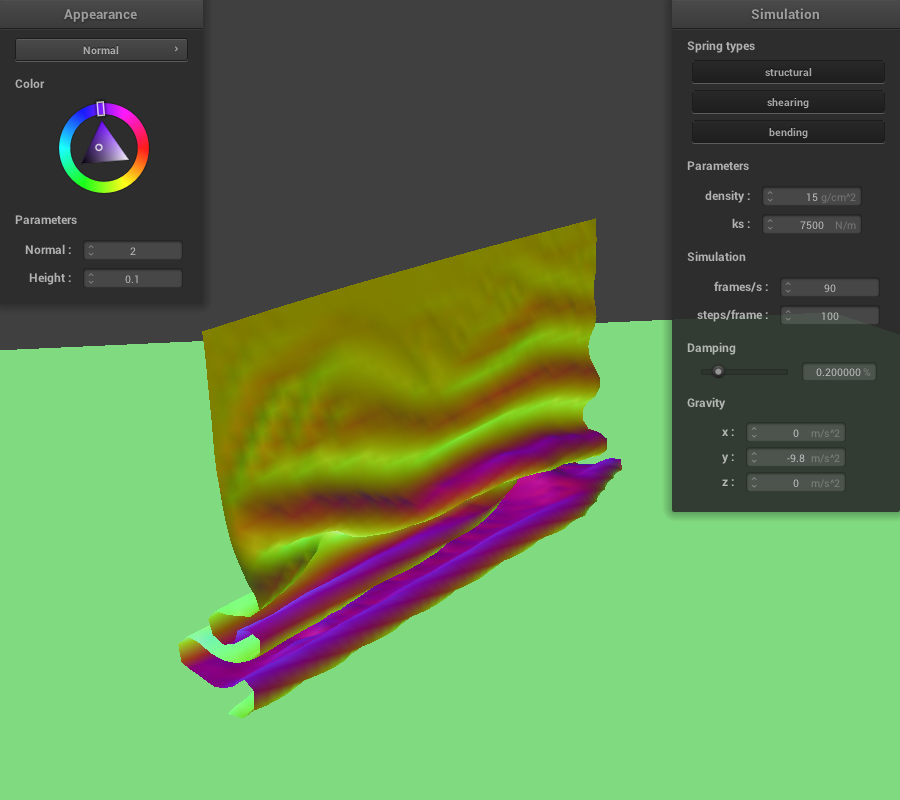 Appearance
Normal
Color
Parameters
Normal : 2
Height : 0.1
Simulation
Spring types
structural
shearing
bending
Parameters
density : 15 g/cm^2
ks : 7500 N/m
Simulation
frames/s : 90
steps/frame : 100
Damping
0.200000 %
Gravity
x : 0 m/s^2
y : -9.8 m/s^2
z : 0 m/s^2